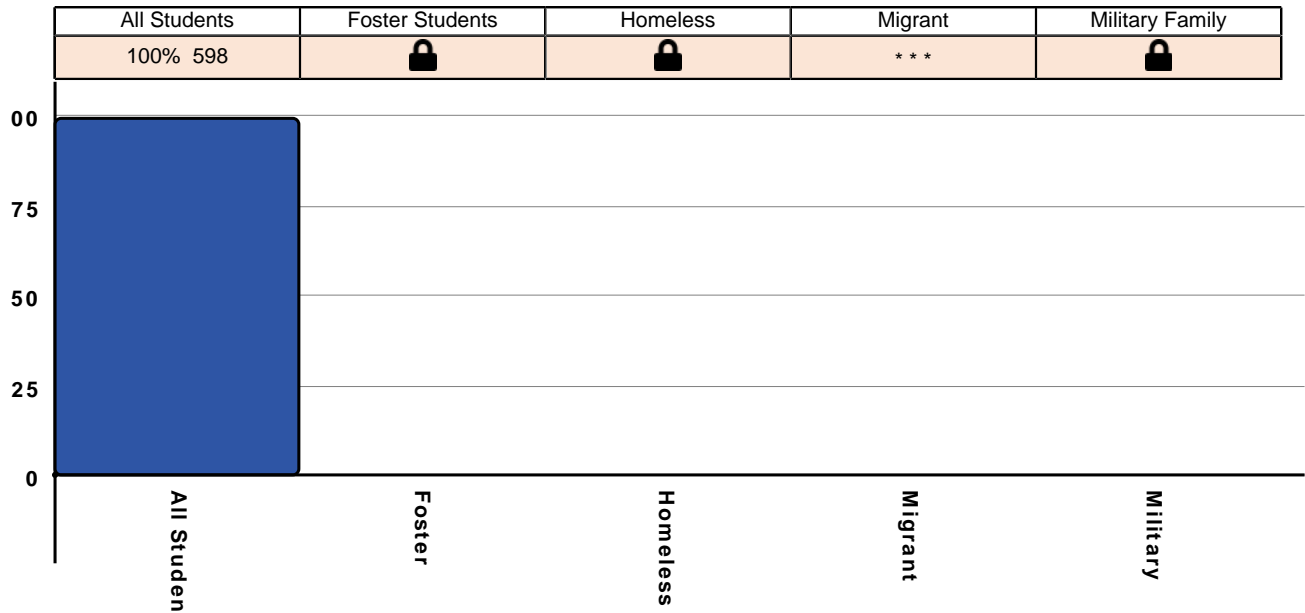 All Students Foster Students Homeless Migrant Military Family
100% 598 * * *
00
75
50
25
0
All Studen
Foster
Homeless
Migrant
Military